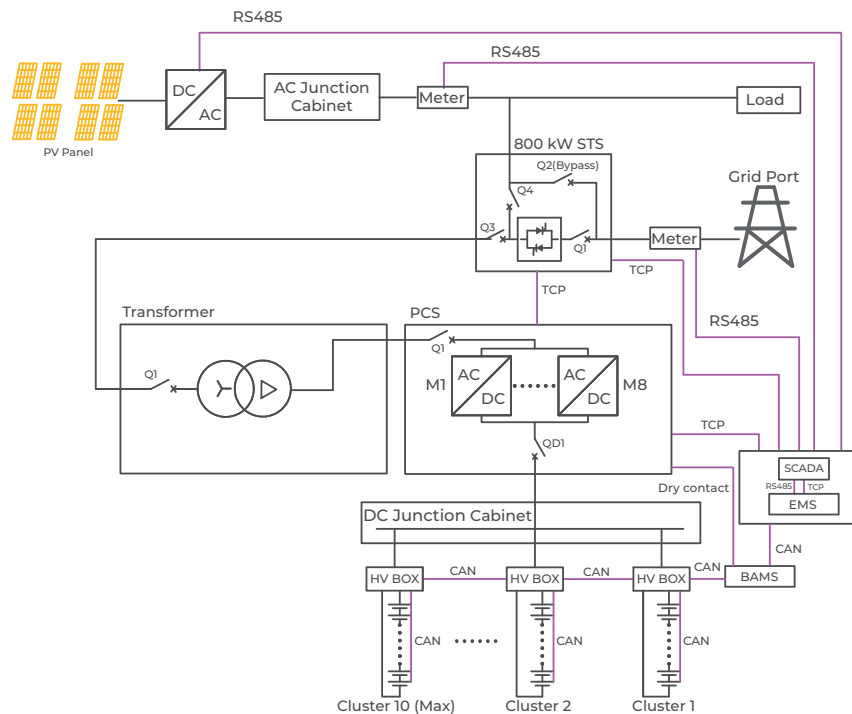 RS485
RS485
DC
AC
AC Junction
Cabinet
Meter
Load
PV Panel
800 kW STS
Q2(Bypass)
Q4
Grid Port
Q3
Q1
Meter
TCP
TCP
RS485
Transformer
PCS
Q1
Q1
M1
AC
DC
AC
DC
M8
QD1
TCP
SCADA
RS485
TCP
EMS
Dry contact
DC Junction Cabinet
CAN
HV BOX
CAN
HV BOX
CAN
HV BOX
CAN
BAMS
CAN
CAN
CAN
Cluster 10 (Max)
Cluster 2
Cluster 1